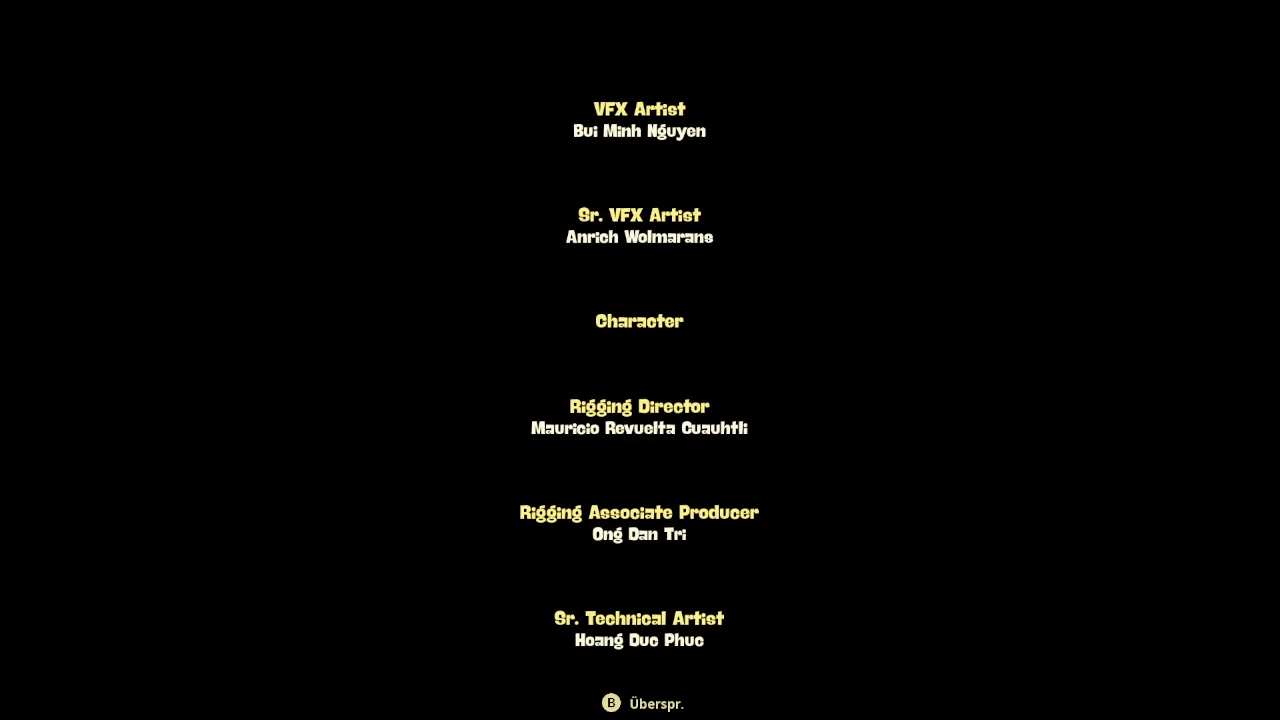 VFX Artist
Bui Minh Nguyen
Sr. VFX Artist
Anrich Wolmarans
Character
Rigging Director
Mauricio Revuelta Cuauhtli
Rigging Associate Producer
Ong Dan Tri
Sr. Technical Artist
Hoang Duc Phuc
B Überspr.